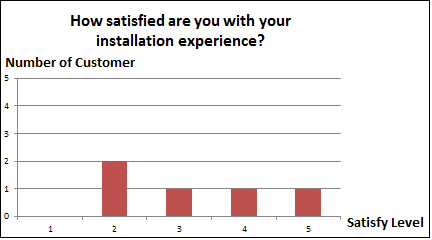 How satisfied are you with your
installation experience?
Number of Customer
5
4
3
2
1
0
1 2 3 4 5
Satisfy Level